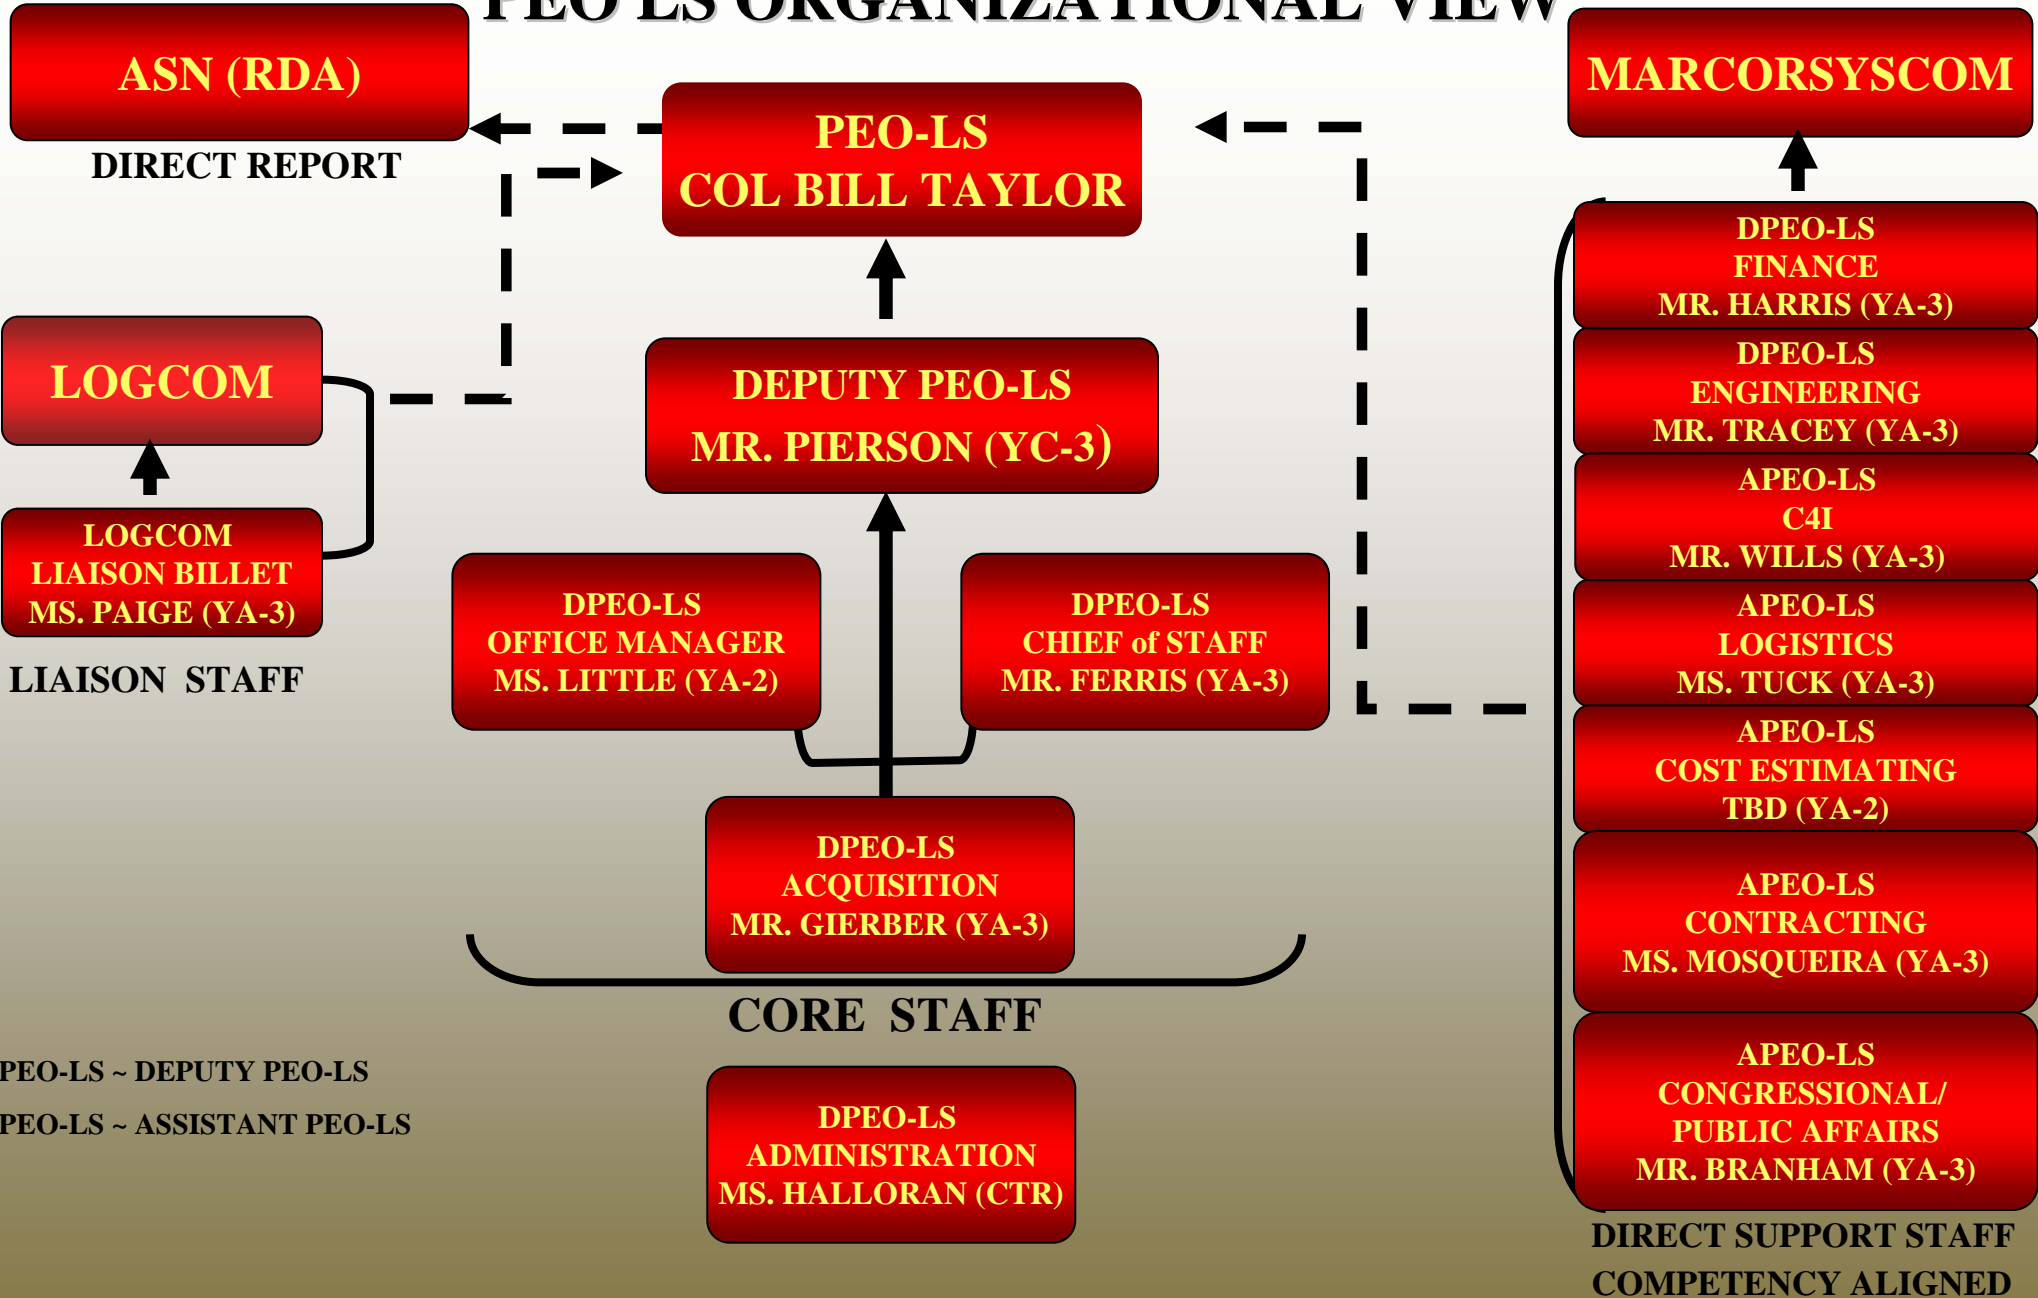 PEO LS ORGANIZATIONAL VIEW
ASN (RDA)
DIRECT REPORT
PEO-LS
COL BILL TAYLOR
MARCORSYSCOM
LOGCOM
LOGCOM
LIAISON BILLET
MS. PAIGE (YA-3)
LIAISON STAFF
DEPUTY PEO-LS
MR. PIERSON (YC-3)
DPEO-LS
OFFICE MANAGER
MS. LITTLE (YA-2)
DPEO-LS
CHIEF of STAFF
MR. FERRIS (YA-3)
DPEO-LS
ACQUISITION
MR. GIERBER (YA-3)
CORE STAFF
DPEO-LS
ADMINISTRATION
MS. HALLORAN (CTR)
PEO-LS ~ DEPUTY PEO-LS
PEO-LS ~ ASSISTANT PEO-LS
DPEO-LS
FINANCE
MR. HARRIS (YA-3)
DPEO-LS
ENGINEERING
MR. TRACEY (YA-3)
APEO-LS
C4I
MR. WILLS (YA-3)
APEO-LS
LOGISTICS
MS. TUCK (YA-3)
APEO-LS
COST ESTIMATING
TBD (YA-2)
APEO-LS
CONTRACTING
MS. MOSQUEIRA (YA-3)
APEO-LS
CONGRESSIONAL/
PUBLIC AFFAIRS
MR. BRANHAM (YA-3)
DIRECT SUPPORT STAFF
COMPETENCY ALIGNED